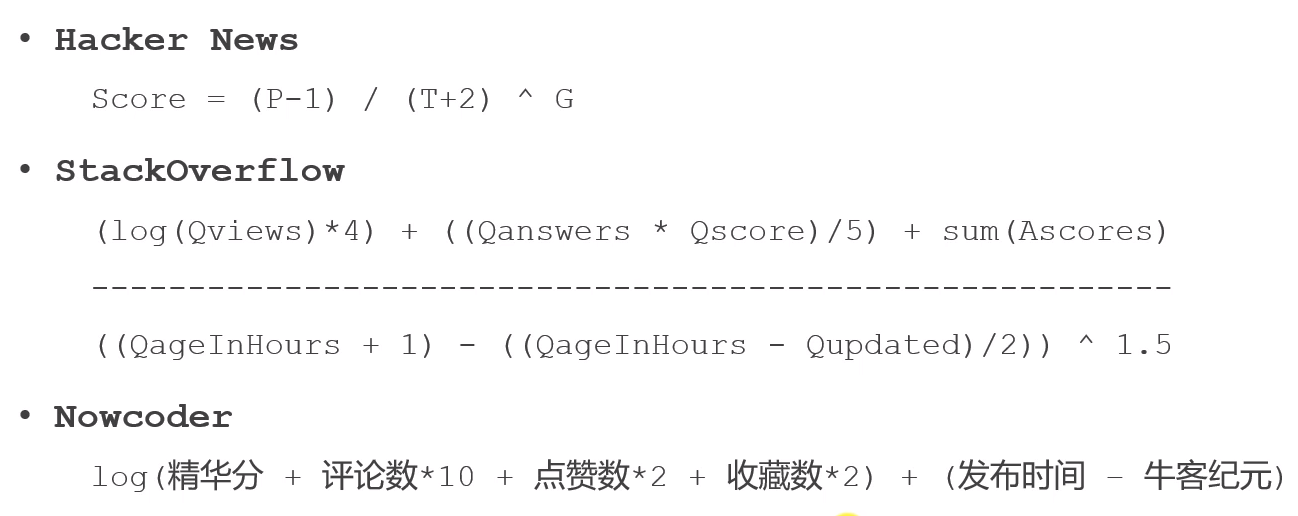 • Hacker News
Score = (P-1) / (T+2) ^ G
• StackOverflow
(log(Qviews)*4) + ((Qanswers * Qscore)/5) + sum(Ascores)
--------------------------------------------------------
((QageInHours + 1) - ((QageInHours - Qupdated)/2)) ^ 1.5
• Nowcoder
log(精华分 + 评论数*10 + 点赞数*2 + 收藏数*2) + (发布时间 – 牛客纪元)